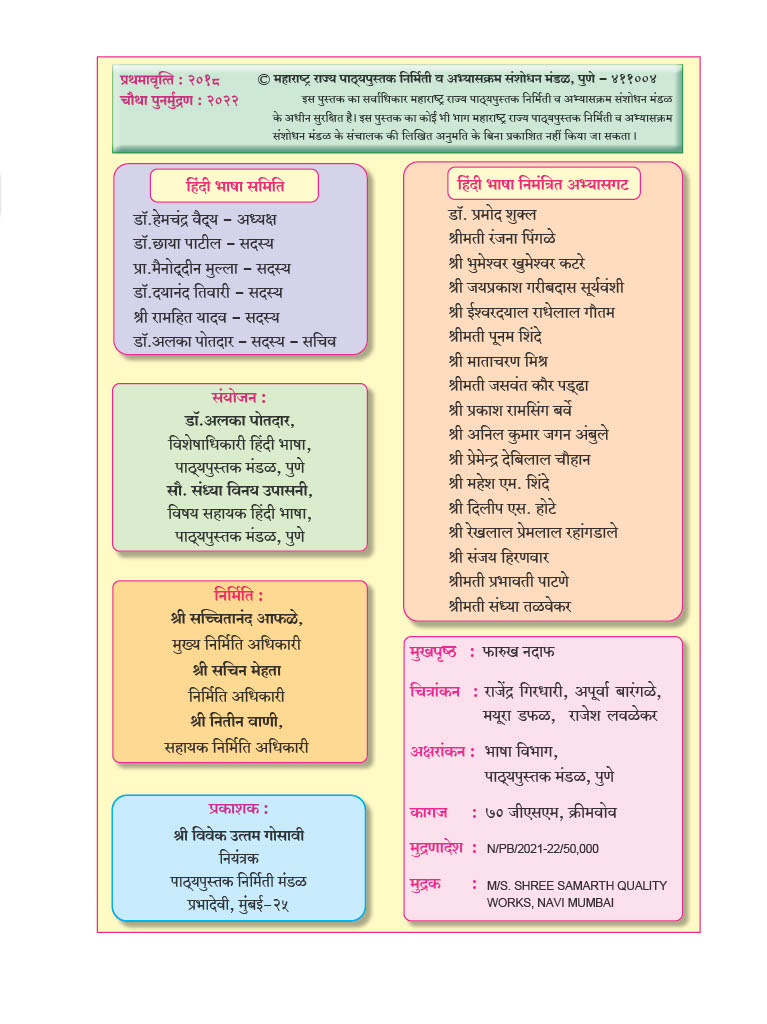 प्रथमावृत्ति : २०१८
चौथा पुनर्मुद्रण : २०२२
© महाराष्ट्र राज्य पाठ्यपुस्तक निर्मिती व अभ्यासक्रम संशोधन मंडळ, पुणे – ४११००४
इस पुस्तक का सर्वाधिकार महाराष्ट्र राज्य पाठ्यपुस्तक निर्मिती व अभ्यासक्रम संशोधन मंडळ
के अधीन सुरक्षित है। इस पुस्तक का कोई भी भाग महाराष्ट्र राज्य पाठ्यपुस्तक निर्मिती व अभ्यासक्रम
संशोधन मंडळ के संचालक की लिखित अनुमति के बिना प्रकाशित नहीं किया जा सकता ।
हिंदी भाषा समिति
डॉ.हेमचंद्र वैद्‍य – अध्यक्ष
डॉ.छाया पाटील – सदस्य
प्रा.मैनोद्‍दीन मुल्ला – सदस्य
डॉ.दयानंद तिवारी – सदस्य
श्री रामहित यादव – सदस्य
डॉ.अलका पोतदार – सदस्य – सचिव
संयोजन :
डॉ.अलका पोतदार,
विशेषाधिकारी हिंदी भाषा,
पाठ्यपुस्तक मंडळ, पुणे
सौ. संध्या विनय उपासनी,
विषय सहायक हिंदी भाषा,
पाठ्यपुस्तक मंडळ, पुणे
निर्मिति :
श्री सच्चितानंद आफळे,
मुख्य निर्मिति अधिकारी
श्री सचिन मेहता
निर्मिति अधिकारी
श्री नितीन वाणी,
सहायक निर्मिति अधिकारी
प्रकाशक :
श्री विवेक उत्तम गोसावी
नियंत्रक
पाठ्यपुस्तक निर्मिती मंडळ
प्रभादेवी, मुंबई–२५
हिंदी भाषा निमंत्रित अभ्यासगट
डॉ. प्रमोद शुक्ल
श्रीमती रंजना पिंगळे
श्री भुमेश्वर खुमेश्वर कटरे
श्री जयप्रकाश गरीबदास सूर्यवंशी
श्री ईश्वरदयाल राधेलाल गौतम
श्रीमती पूनम शिंदे
श्री माताचरण मिश्र
श्रीमती जसवंत कौर पड्‍ढा
श्री प्रकाश रामसिंग बर्वे
श्री अनिल कुमार जगन अंबुले
श्री प्रेमेन्द्र देबिलाल चौहान
श्री महेश एम. शिंदे
श्री दिलीप एस. होटे
श्री रेखलाल प्रेमलाल रहांगडाले
श्री संजय हिरणवार
श्रीमती प्रभावती पाटणे
श्रीमती संध्या तळवेकर
मुखपृष्ठ : फारुख नदाफ
चित्रांकन : राजेंद्र गिरधारी, अपूर्वा बारंगळे,
मयूरा डफळ, राजेश लवळेकर
अक्षरांकन : भाषा विभाग,
पाठ्यपुस्तक मंडळ, पुणे
कागज : ७० जीएसएम, क्रीमवोव
मुद्रणादेश : N/PB/2021-22/50,000
मुद्रक : M/S. SHREE SAMARTH QUALITY
WORKS, NAVI MUMBAI